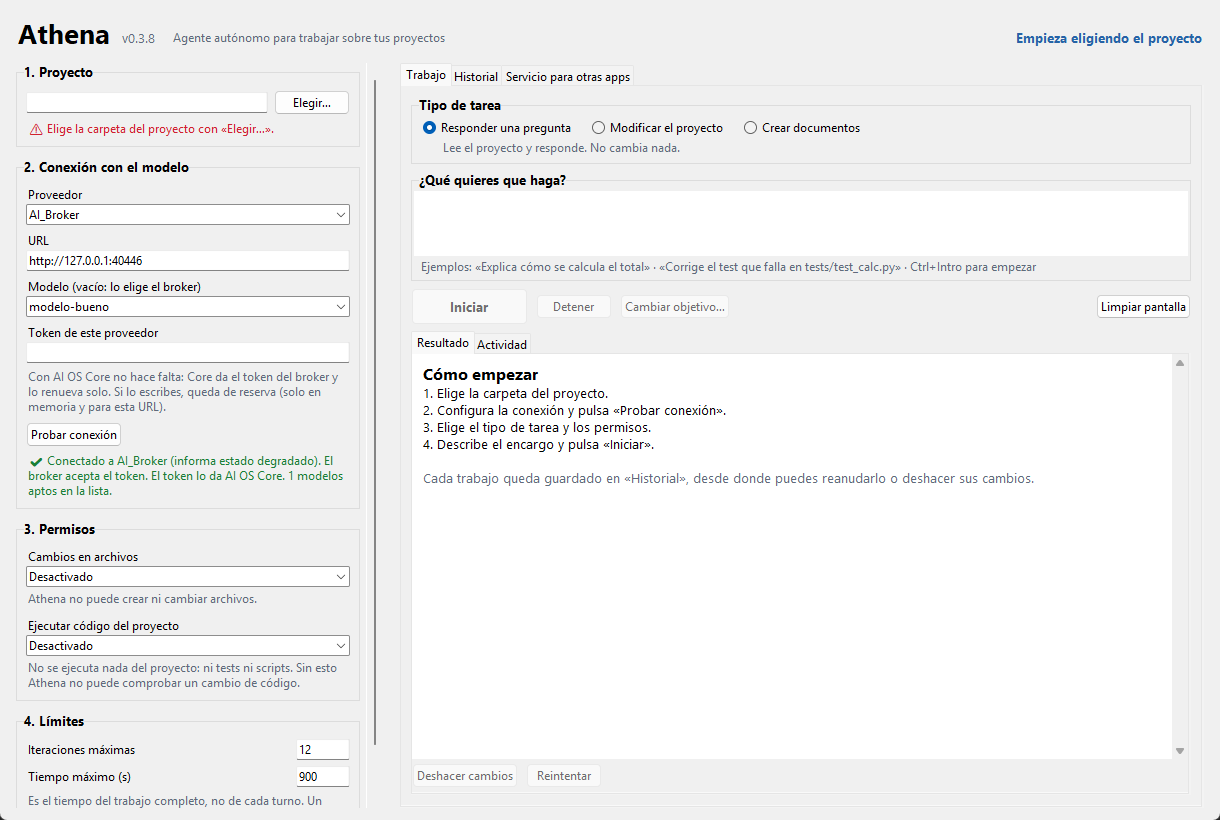 Athena v0.3.8 Agente autónomo para trabajar sobre tus proyectos
Empieza eligiendo el proyecto
1. Proyecto
Elegir...
Elige la carpeta del proyecto con «Elegir...».
2. Conexión con el modelo
Proveedor
AI_Broker
URL
http://127.0.0.1:40446
Modelo (vacío: lo elige el broker)
modelo-bueno
Token de este proveedor
Con AI OS Core no hace falta: Core da el token del broker y
lo renueva solo. Si lo escribes, queda de reserva (solo en
memoria y para esta URL).
Probar conexión
Conectado a AI_Broker (informa estado degradado). El
broker acepta el token. El token lo da AI OS Core. 1 modelos
aptos en la lista.
3. Permisos
Cambios en archivos
Desactivado
Athena no puede crear ni cambiar archivos.
Ejecutar código del proyecto
Desactivado
No se ejecuta nada del proyecto: ni tests ni scripts. Sin esto
Athena no puede comprobar un cambio de código.
4. Límites
Iteraciones máximas 12
Tiempo máximo (s) 900
Es el tiempo del trabajo completo, no de cada turno. Un
Trabajo Historial Servicio para otras apps
Tipo de tarea
Responder una pregunta Modificar el proyecto Crear documentos
Lee el proyecto y responde. No cambia nada.
¿Qué quieres que haga?
Ejemplos: «Explica cómo se calcula el total» · «Corrige el test que falla en tests/test_calc.py» · Ctrl+Intro para empezar
Iniciar Detener Cambiar objetivo... Limpiar pantalla
Resultado Actividad
Cómo empezar
1. Elige la carpeta del proyecto.
2. Configura la conexión y pulsa «Probar conexión».
3. Elige el tipo de tarea y los permisos.
4. Describe el encargo y pulsa «Iniciar».
Cada trabajo queda guardado en «Historial», desde donde puedes reanudarlo o deshacer sus cambios.
Deshacer cambios Reintentar